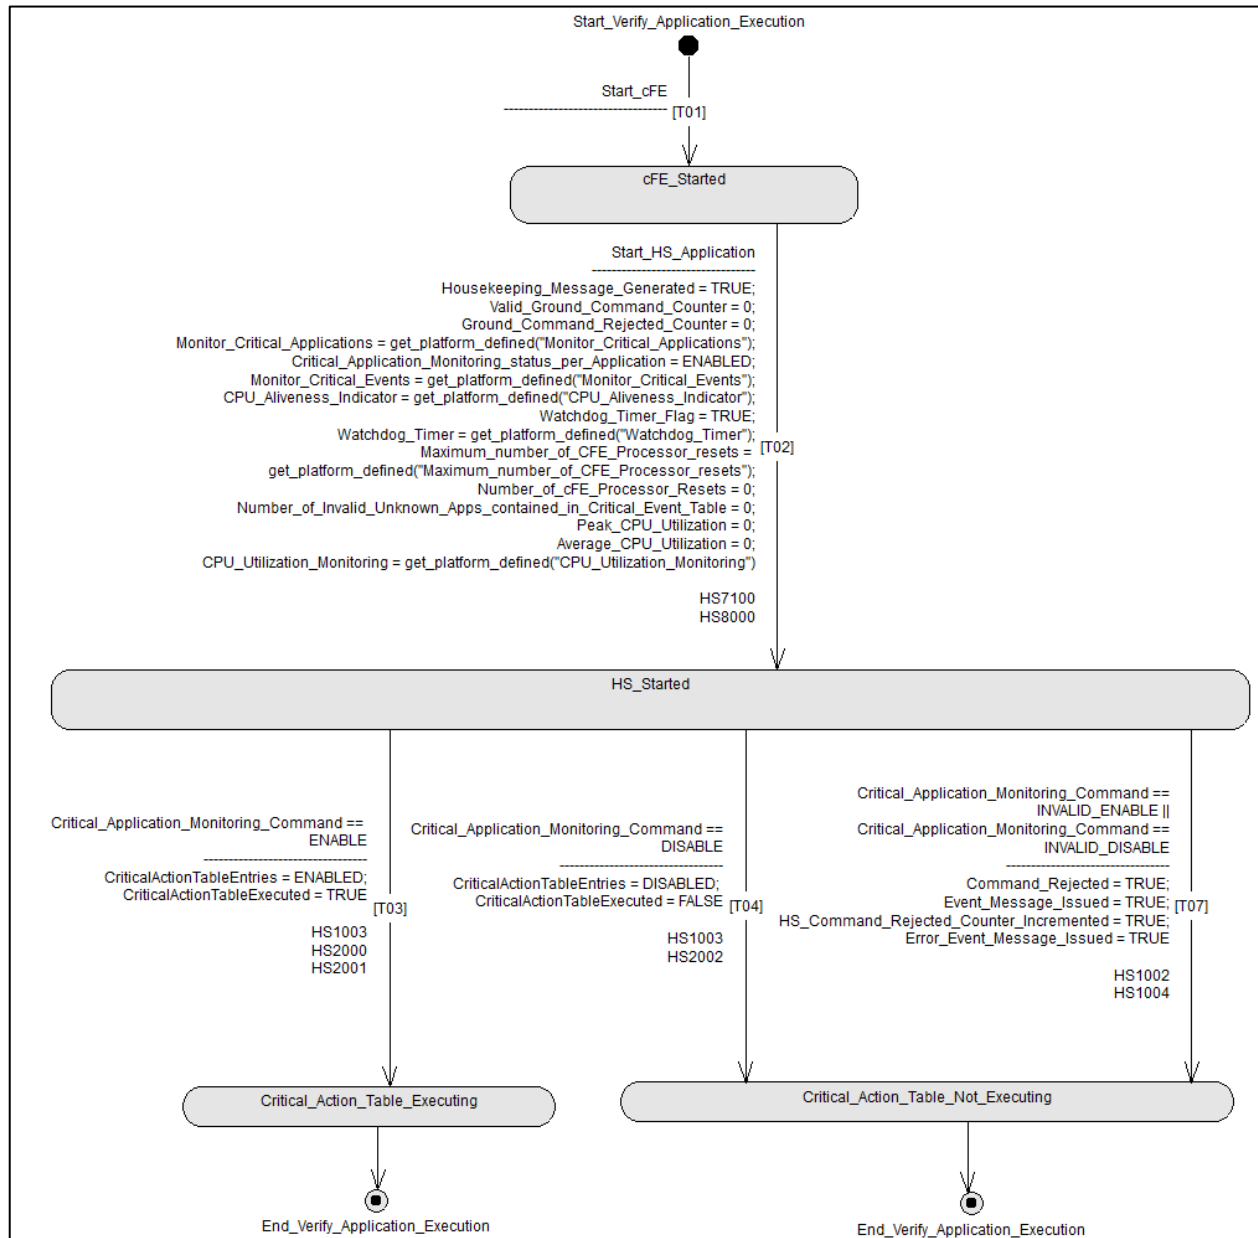 Start_Verify_Application_Execution
Start_cFE
--------------------------------
[T01]
cFE_Started
Start_HS_Application
--------------------------------
Housekeeping_Message_Generated = TRUE;
Valid_Ground_Command_Counter = 0;
Ground_Command_Rejected_Counter = 0;
Monitor_Critical_Applications = get_platform_defined("Monitor_Critical_Applications");
Critical_Application_Monitoring_status_per_Application = ENABLED;
Monitor_Critical_Events = get_platform_defined("Monitor_Critical_Events");
CPU_Aliveness_Indicator = get_platform_defined("CPU_Aliveness_Indicator");
Watchdog_Timer_Flag = TRUE;
Watchdog_Timer = get_platform_defined("Watchdog_Timer");
Maximum_number_of_CFE_Processor_resets =
get_platform_defined("Maximum_number_of_CFE_Processor_resets");
Number_of_cFE_Processor_Resets = 0;
Number_of_Invalid_Unknown_Apps_contained_in_Critical_Event_Table = 0;
Peak_CPU_Utilization = 0;
Average_CPU_Utilization = 0;
CPU_Utilization_Monitoring = get_platform_defined("CPU_Utilization_Monitoring")
HS7100
HS8000
[T02]
HS_Started
Critical_Application_Monitoring_Command ==
ENABLE
--------------------------------
CriticalActionTableEntries = ENABLED;
CriticalActionTableExecuted = TRUE
HS1003
HS2000
HS2001
[T03]
Critical_Application_Monitoring_Command ==
DISABLE
--------------------------------
CriticalActionTableEntries = DISABLED;
CriticalActionTableExecuted = FALSE
HS1003
HS2002
[T04]
Critical_Application_Monitoring_Command ==
INVALID_ENABLE ||
Critical_Application_Monitoring_Command ==
INVALID_DISABLE
--------------------------------
Command_Rejected = TRUE;
Event_Message_Issued = TRUE;
HS_Command_Rejected_Counter_Incremented = TRUE;
Error_Event_Message_Issued = TRUE
HS1002
HS1004
[T07]
Critical_Action_Table_Executing
Critical_Action_Table_Not_Executing
End_Verify_Application_Execution
End_Verify_Application_Execution